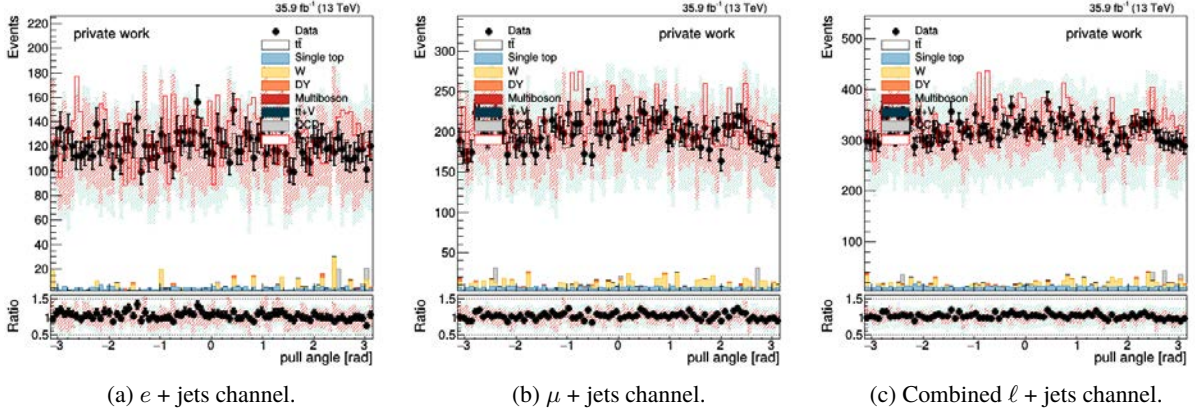 35.9 fb⁻¹ (13 TeV)
Events
220
200
180
160
140
120
100
80
60
40
20
private work
Data
tt̄
Single top
W
DY
Multiboson
tt̄+V
QCD
Ratio
1.5
1
0.5
−3 −2 −1 0 1 2 3
pull angle [rad]
(a) e + jets channel.
35.9 fb⁻¹ (13 TeV)
Events
300
250
200
150
100
50
private work
Data
tt̄
Single top
W
DY
Multiboson
tt̄+V
QCD
Ratio
1.5
1
0.5
−3 −2 −1 0 1 2 3
pull angle [rad]
(b) μ + jets channel.
35.9 fb⁻¹ (13 TeV)
Events
500
400
300
200
100
private work
Data
tt̄
Single top
W
DY
Multiboson
tt̄+V
QCD
Ratio
1.5
1
0.5
−3 −2 −1 0 1 2 3
pull angle [rad]
(c) Combined ℓ + jets channel.